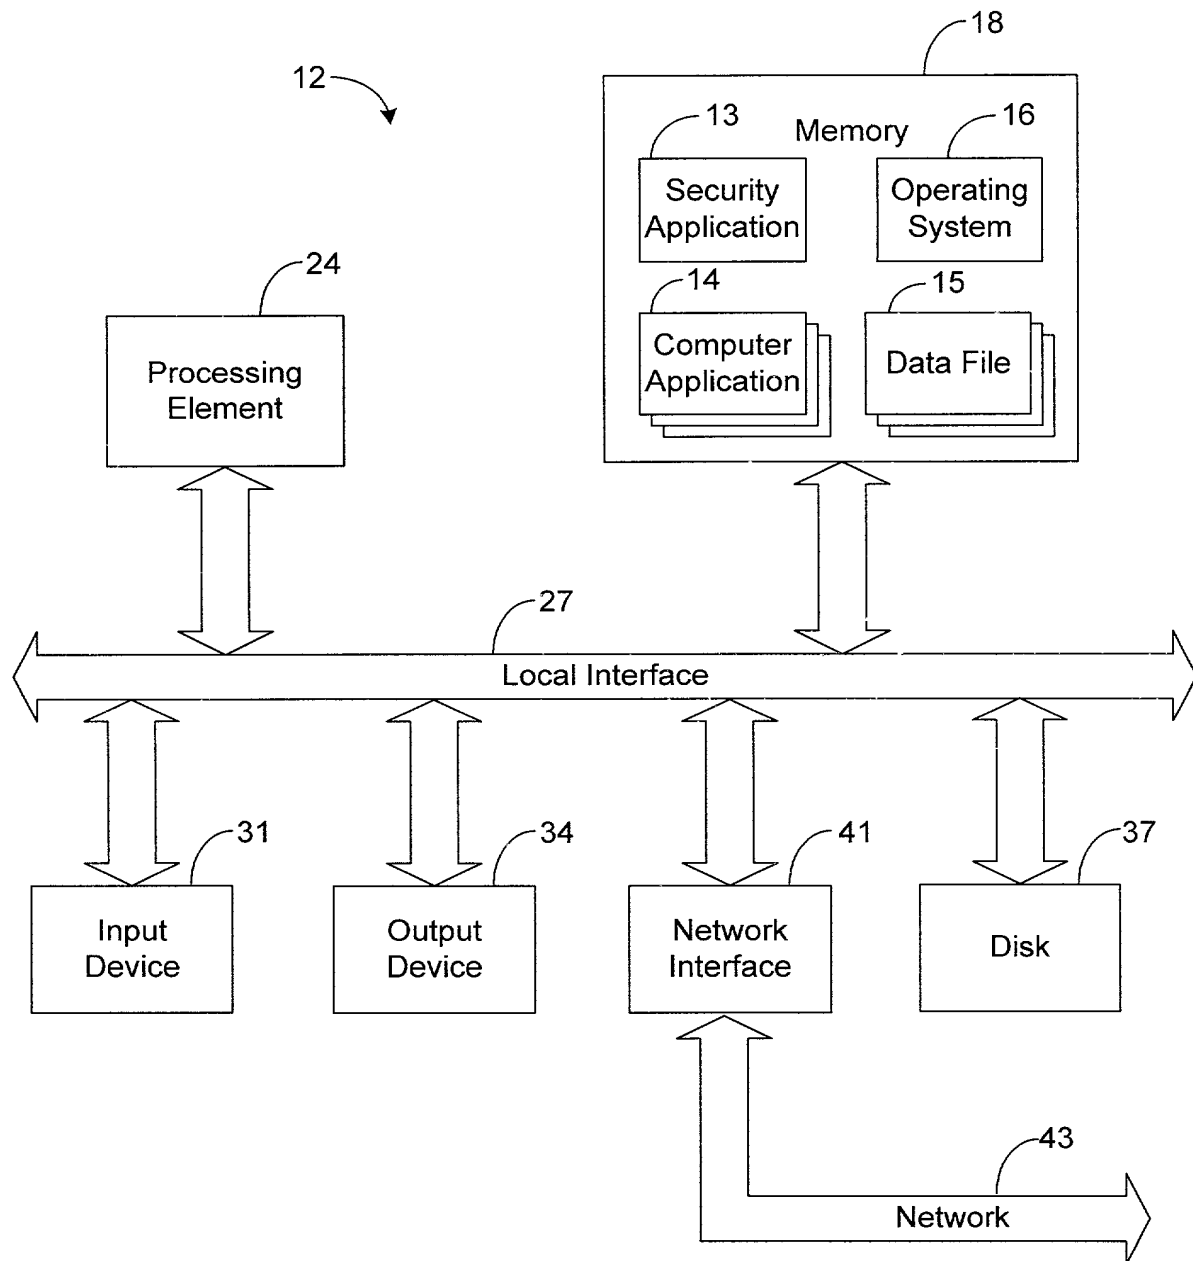 18
12
13
Memory
16
Security
Application
Operating
System
24
14
15
Processing
Element
Computer
Application
Data File
27
Local Interface
31
34
41
37
Input
Device
Output
Device
Network
Interface
Disk
43
Network